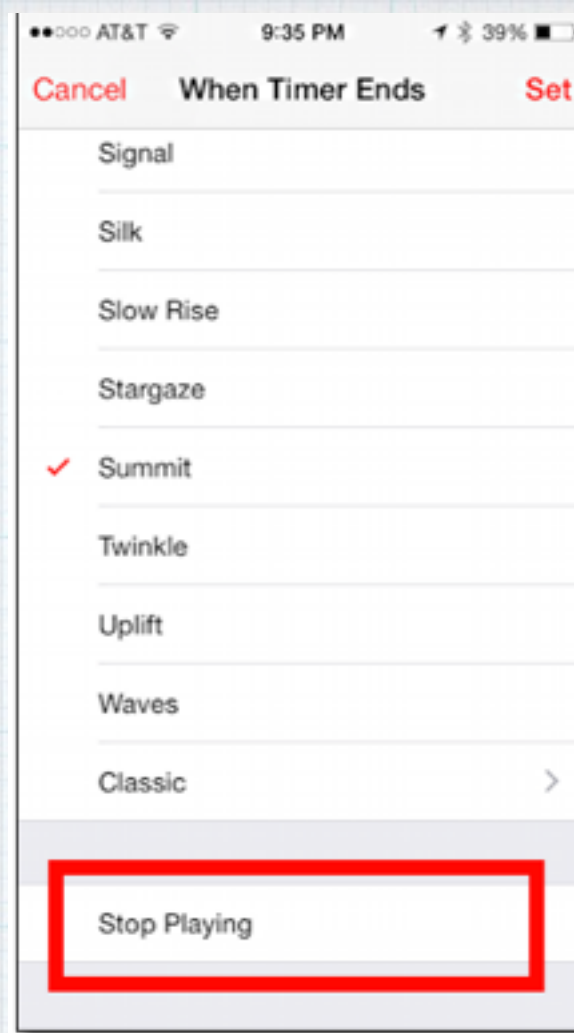 AT&T 9:35 PM 39%
Cancel When Timer Ends Set
Signal
Silk
Slow Rise
Stargaze
Summit
Twinkle
Uplift
Waves
Classic
Stop Playing